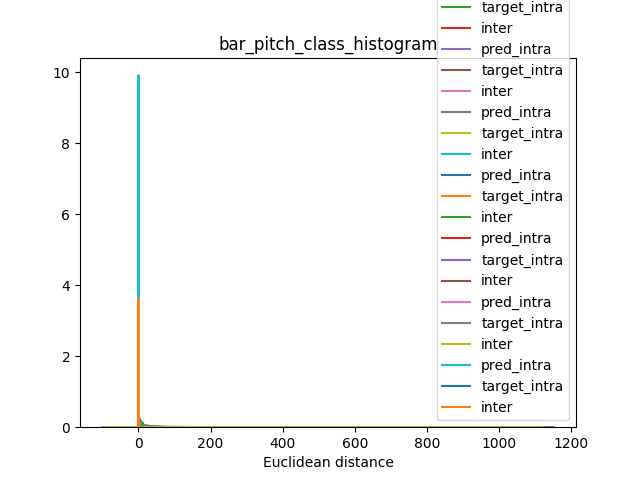 target_intra
inter
bar_pitch_class_histogram
pred_intra
target_intra
inter
pred_intra
target_intra
inter
pred_intra
target_intra
inter
pred_intra
target_intra
inter
pred_intra
target_intra
inter
pred_intra
target_intra
inter
10
8
6
4
2
0
0 200 400 600 800 1000 1200
Euclidean distance